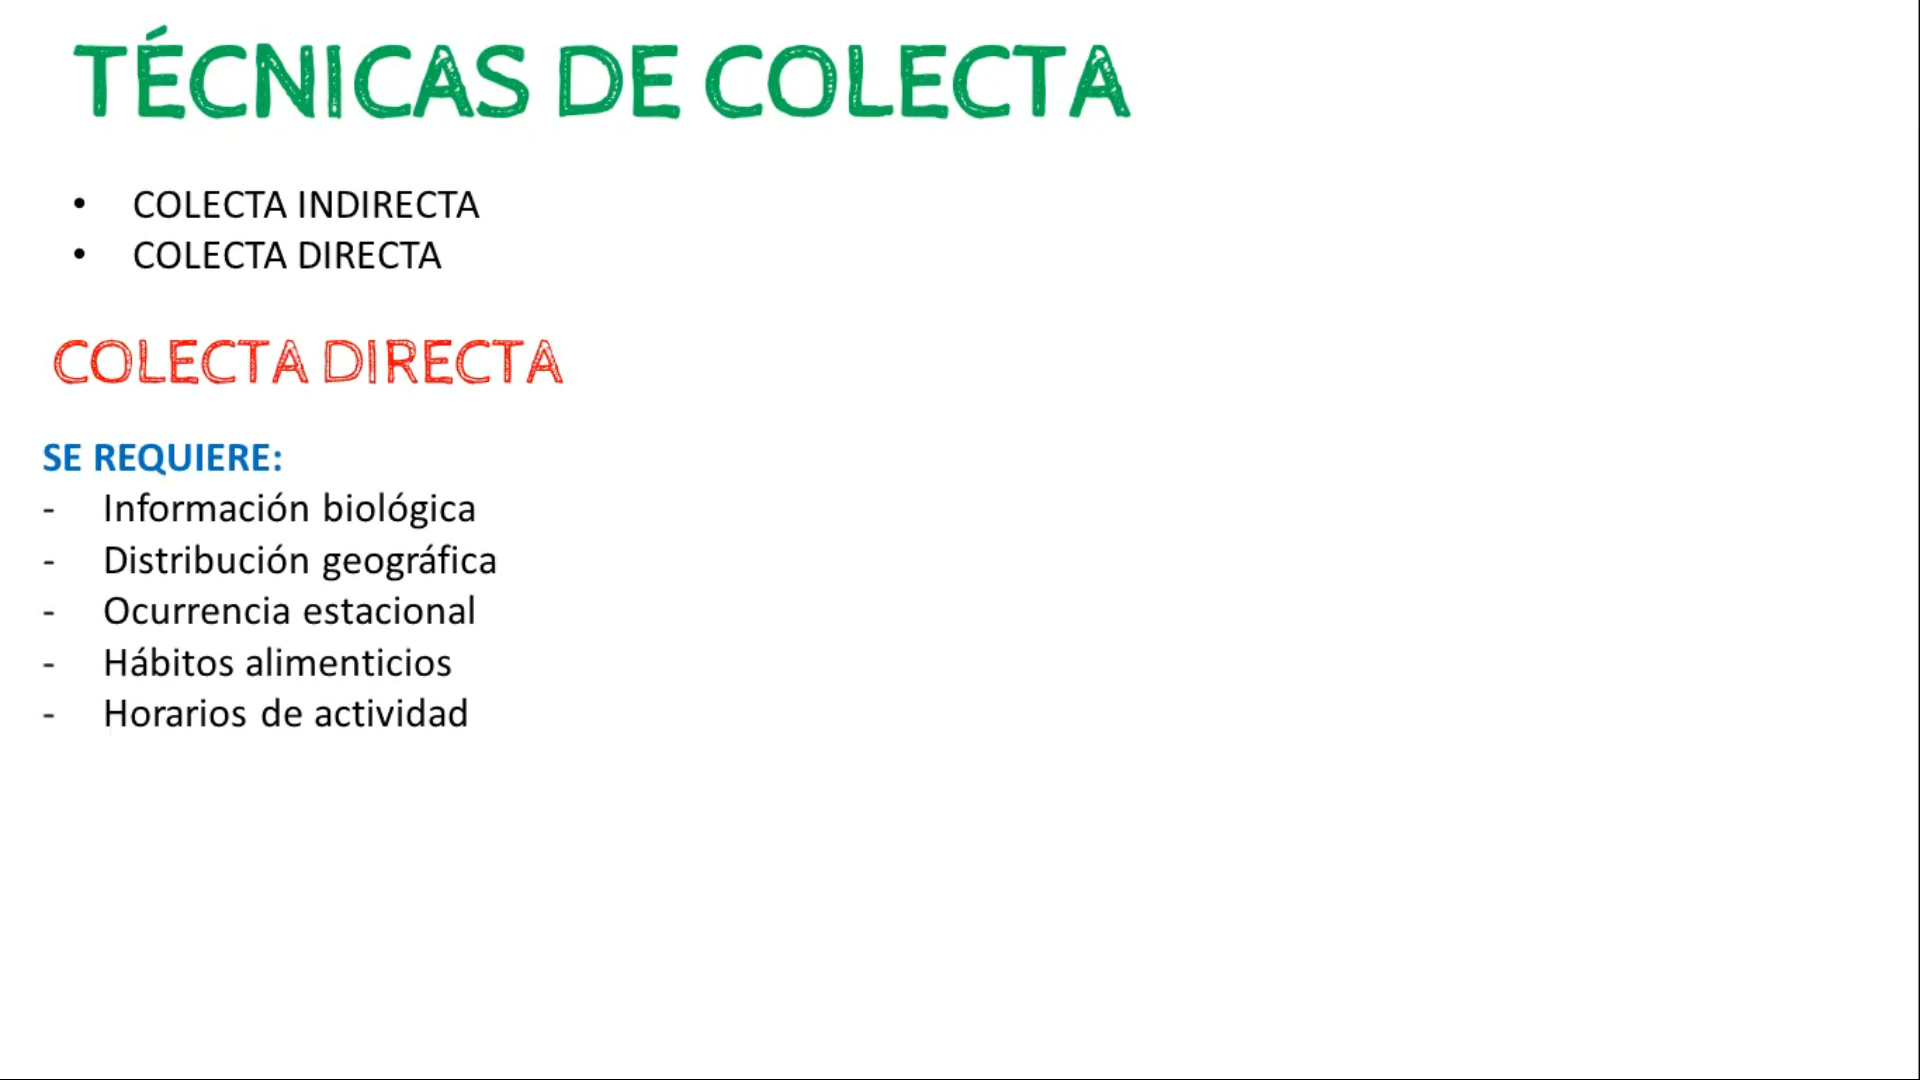 TÉCNICAS DE COLECTA
• COLECTA INDIRECTA
• COLECTA DIRECTA
COLECTA DIRECTA
SE REQUIERE:
- Información biológica
- Distribución geográfica
- Ocurrencia estacional
- Hábitos alimenticios
- Horarios de actividad